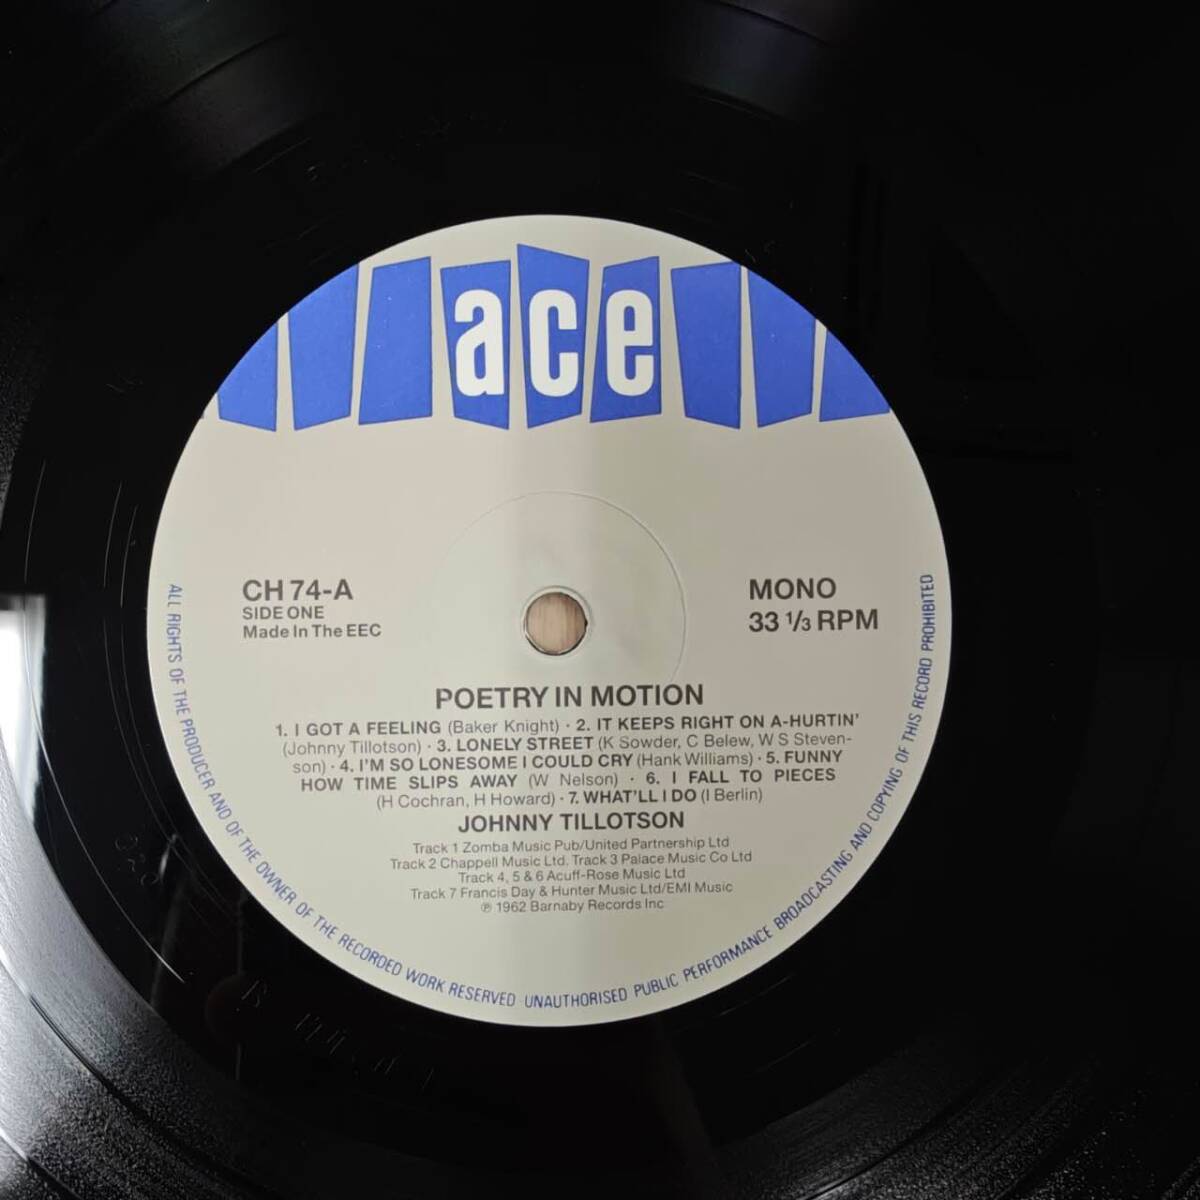 ace
CH 74-A
SIDE ONE
Made In The EEC
MONO
33 1/3 RPM
POETRY IN MOTION
1. I GOT A FEELING (Baker Knight) · 2. IT KEEPS RIGHT ON A-HURTIN'
(Johnny Tillotson) · 3. LONELY STREET (K Sowder, C Belew, W S Steven-
son) · 4. I'M SO LONESOME I COULD CRY (Hank Williams) · 5. FUNNY
HOW TIME SLIPS AWAY (W Nelson) · 6. I FALL TO PIECES
(H Cochran, H Howard) · 7. WHAT'LL I DO (I Berlin)
JOHNNY TILLOTSON
Track 1 Zomba Music Pub/United Partnership Ltd
Track 2 Chappell Music Ltd. Track 3 Palace Music Co Ltd
Track 4, 5 & 6 Acuff-Rose Music Ltd
Track 7 Francis Day & Hunter Music Ltd/EMI Music
℗ 1962 Barnaby Records Inc
ALL RIGHTS OF THE PRODUCER AND OF THE OWNER OF THE RECORDED WORK RESERVED UNAUTHORISED PUBLIC PERFORMANCE BROADCASTING AND COPYING OF THIS RECORD PROHIBITED